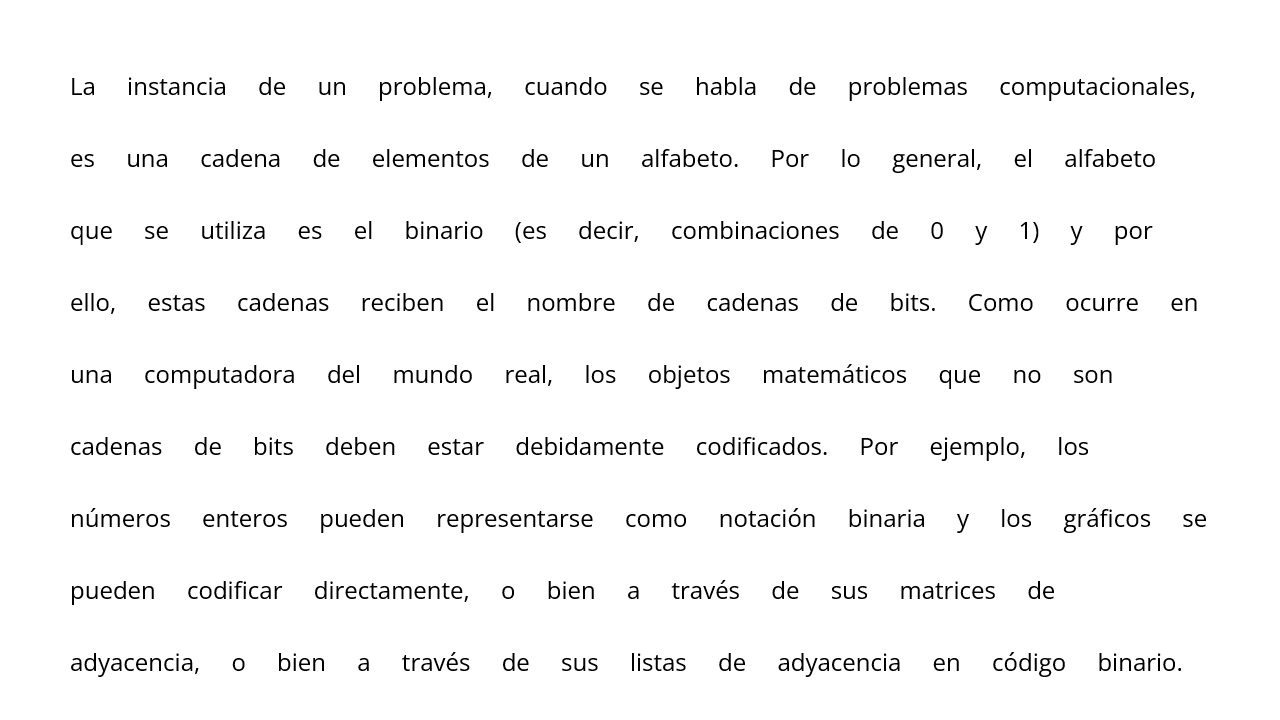 La instancia de un problema, cuando se habla de problemas computacionales,
es una cadena de elementos de un alfabeto. Por lo general, el alfabeto
que se utiliza es el binario (es decir, combinaciones de 0 y 1) y por
ello, estas cadenas reciben el nombre de cadenas de bits. Como ocurre en
una computadora del mundo real, los objetos matemáticos que no son
cadenas de bits deben estar debidamente codificados. Por ejemplo, los
números enteros pueden representarse como notación binaria y los gráficos se
pueden codificar directamente, o bien a través de sus matrices de
adyacencia, o bien a través de sus listas de adyacencia en código binario.